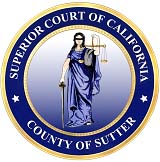 SUPERIOR COURT OF CALIFORNIA
COUNTY OF SUTTER